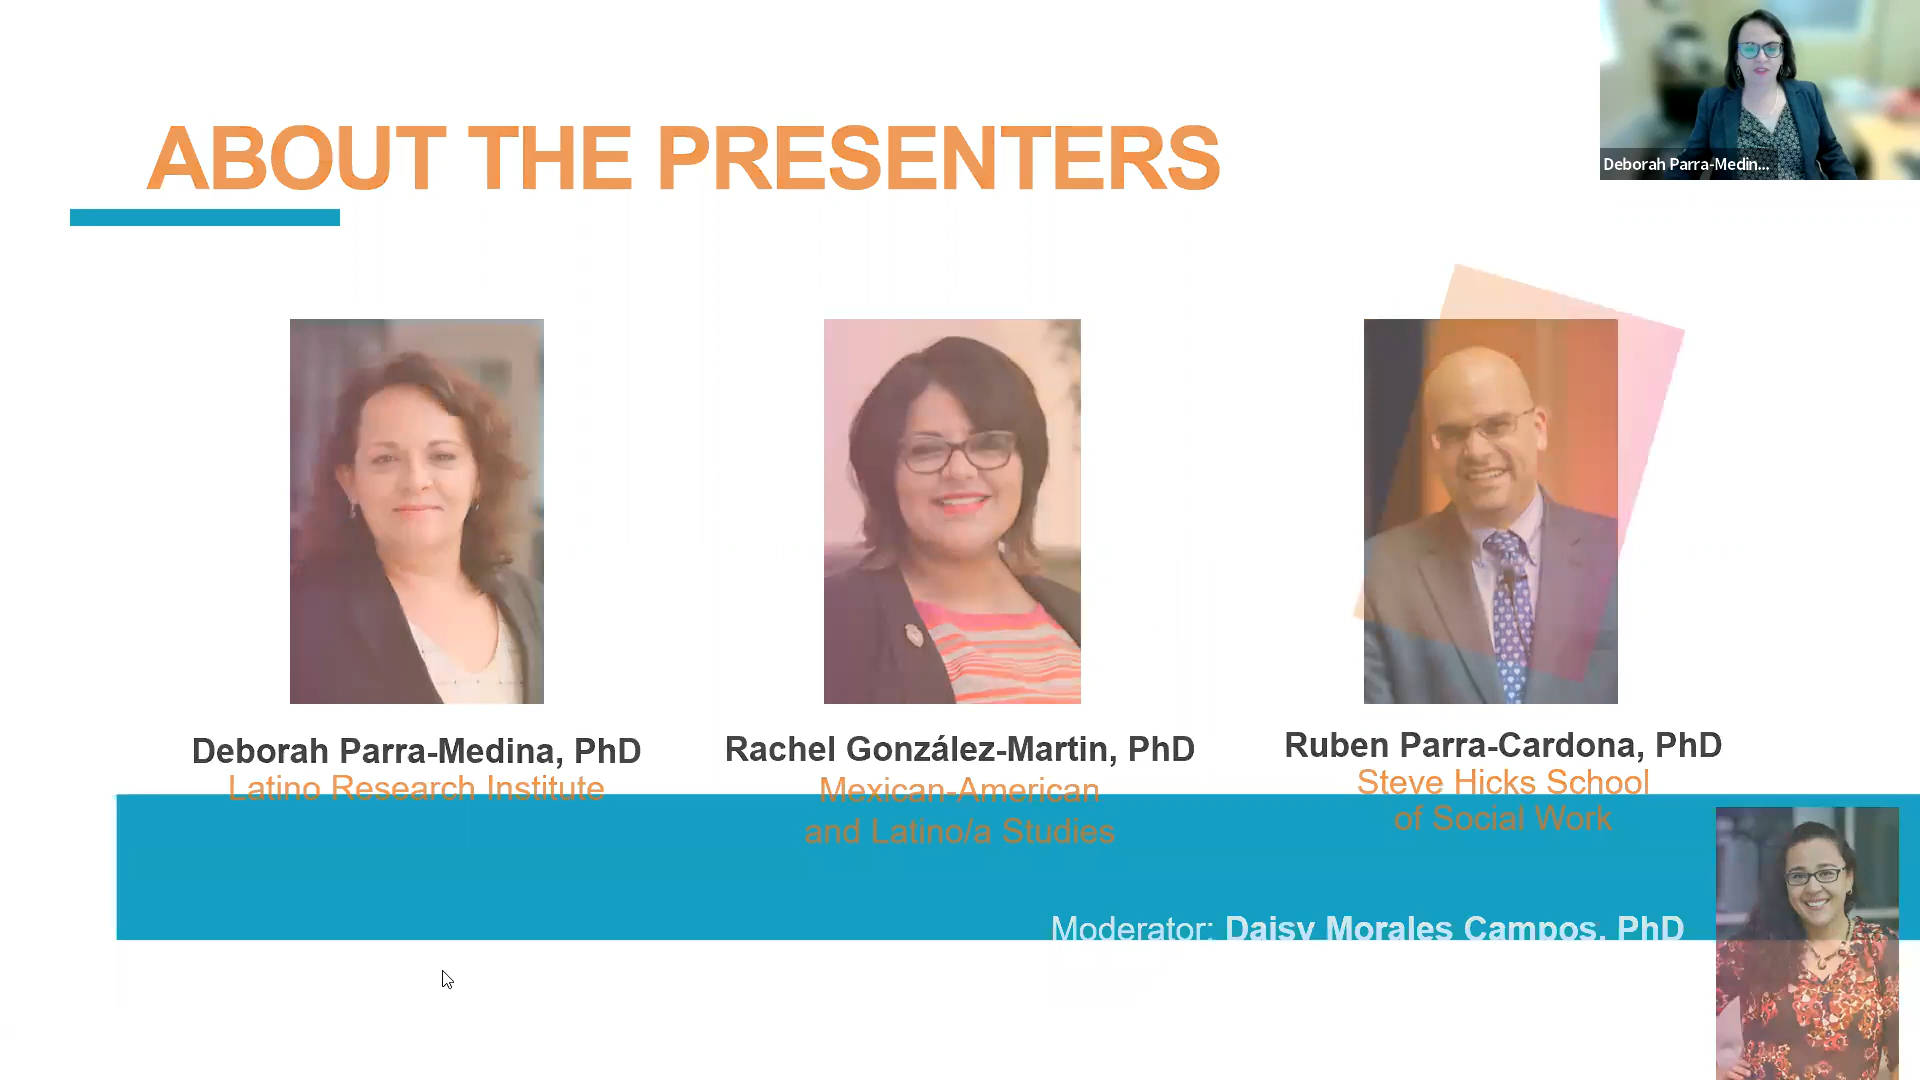 ABOUT THE PRESENTERS
Deborah Parra-Medin...
Deborah Parra-Medina, PhD
Latino Research Institute
Rachel González-Martin, PhD
Mexican-American
and Latino/a Studies
Ruben Parra-Cardona, PhD
Steve Hicks School
of Social Work
Moderator: Daisy Morales Campos, PhD